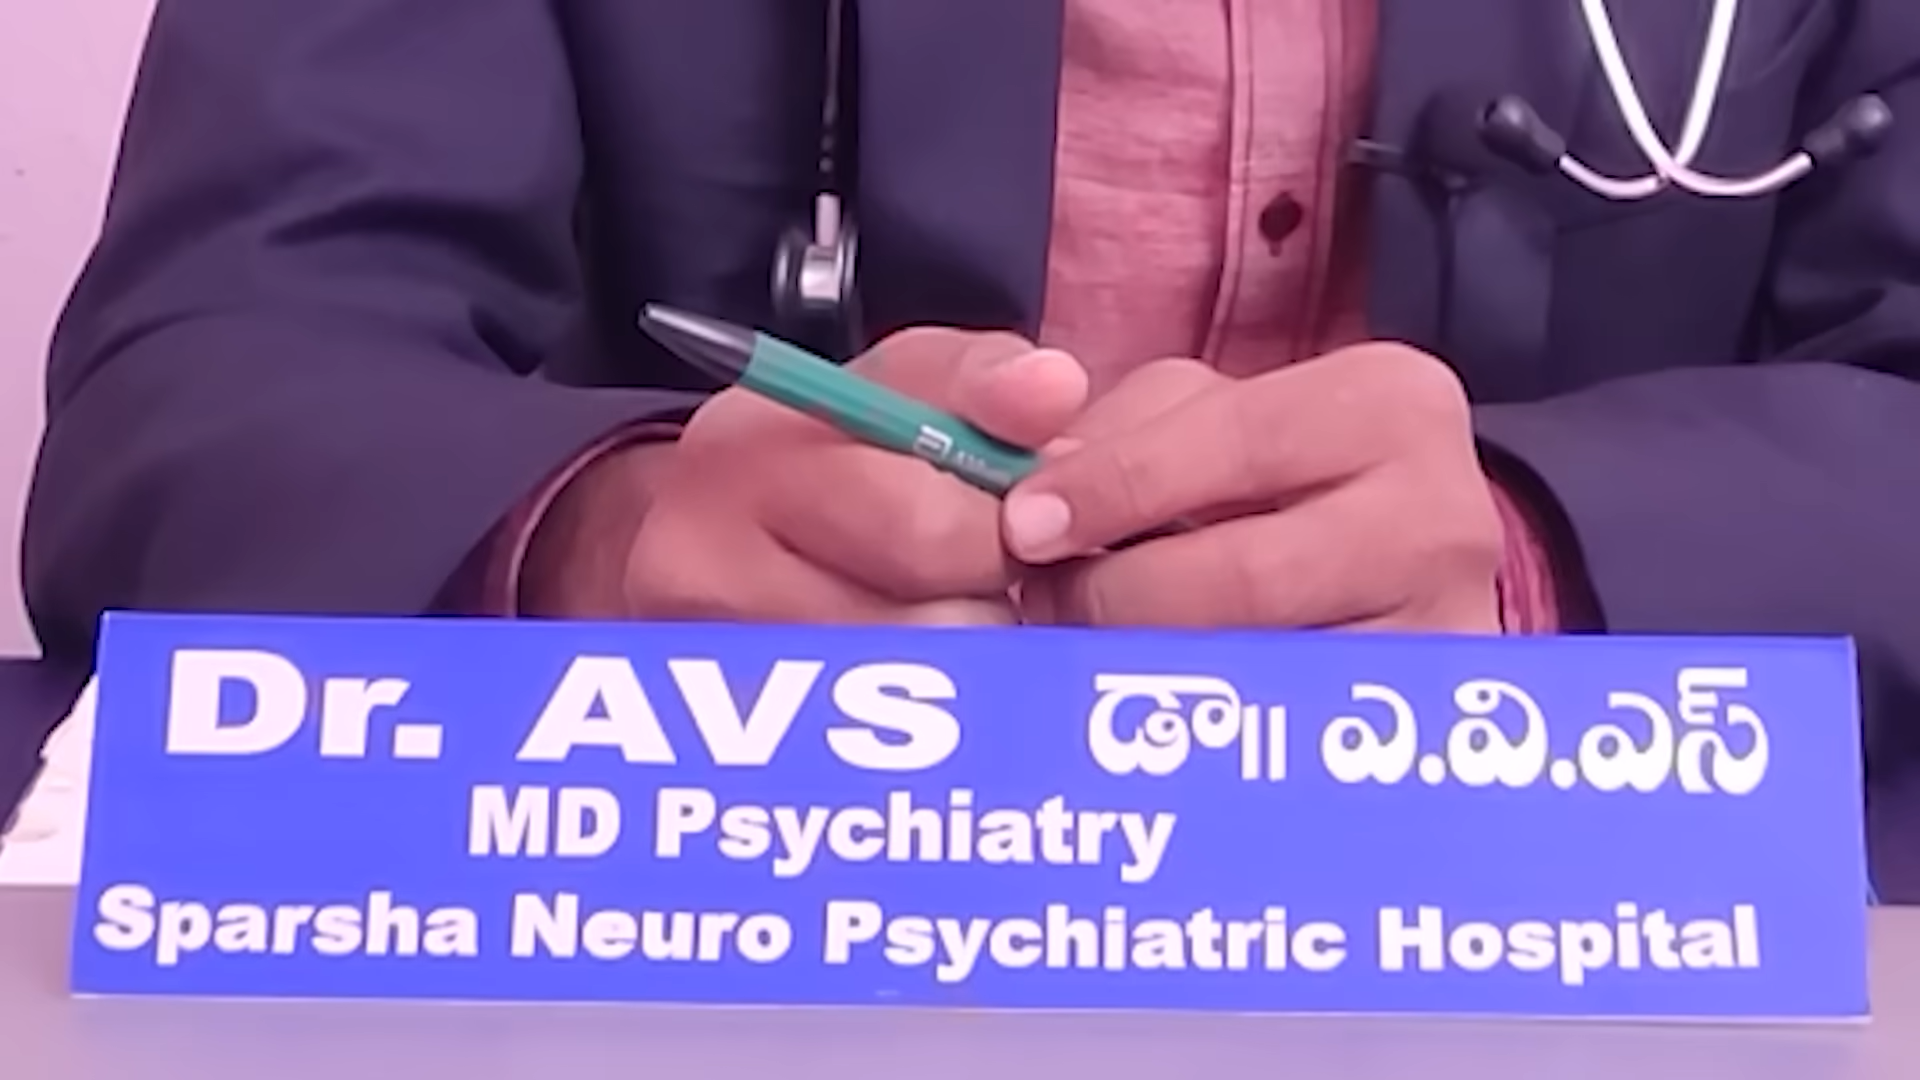 Dr. AVS డా॥ ఎ.వి.ఎస్
MD Psychiatry
Sparsha Neuro Psychiatric Hospital